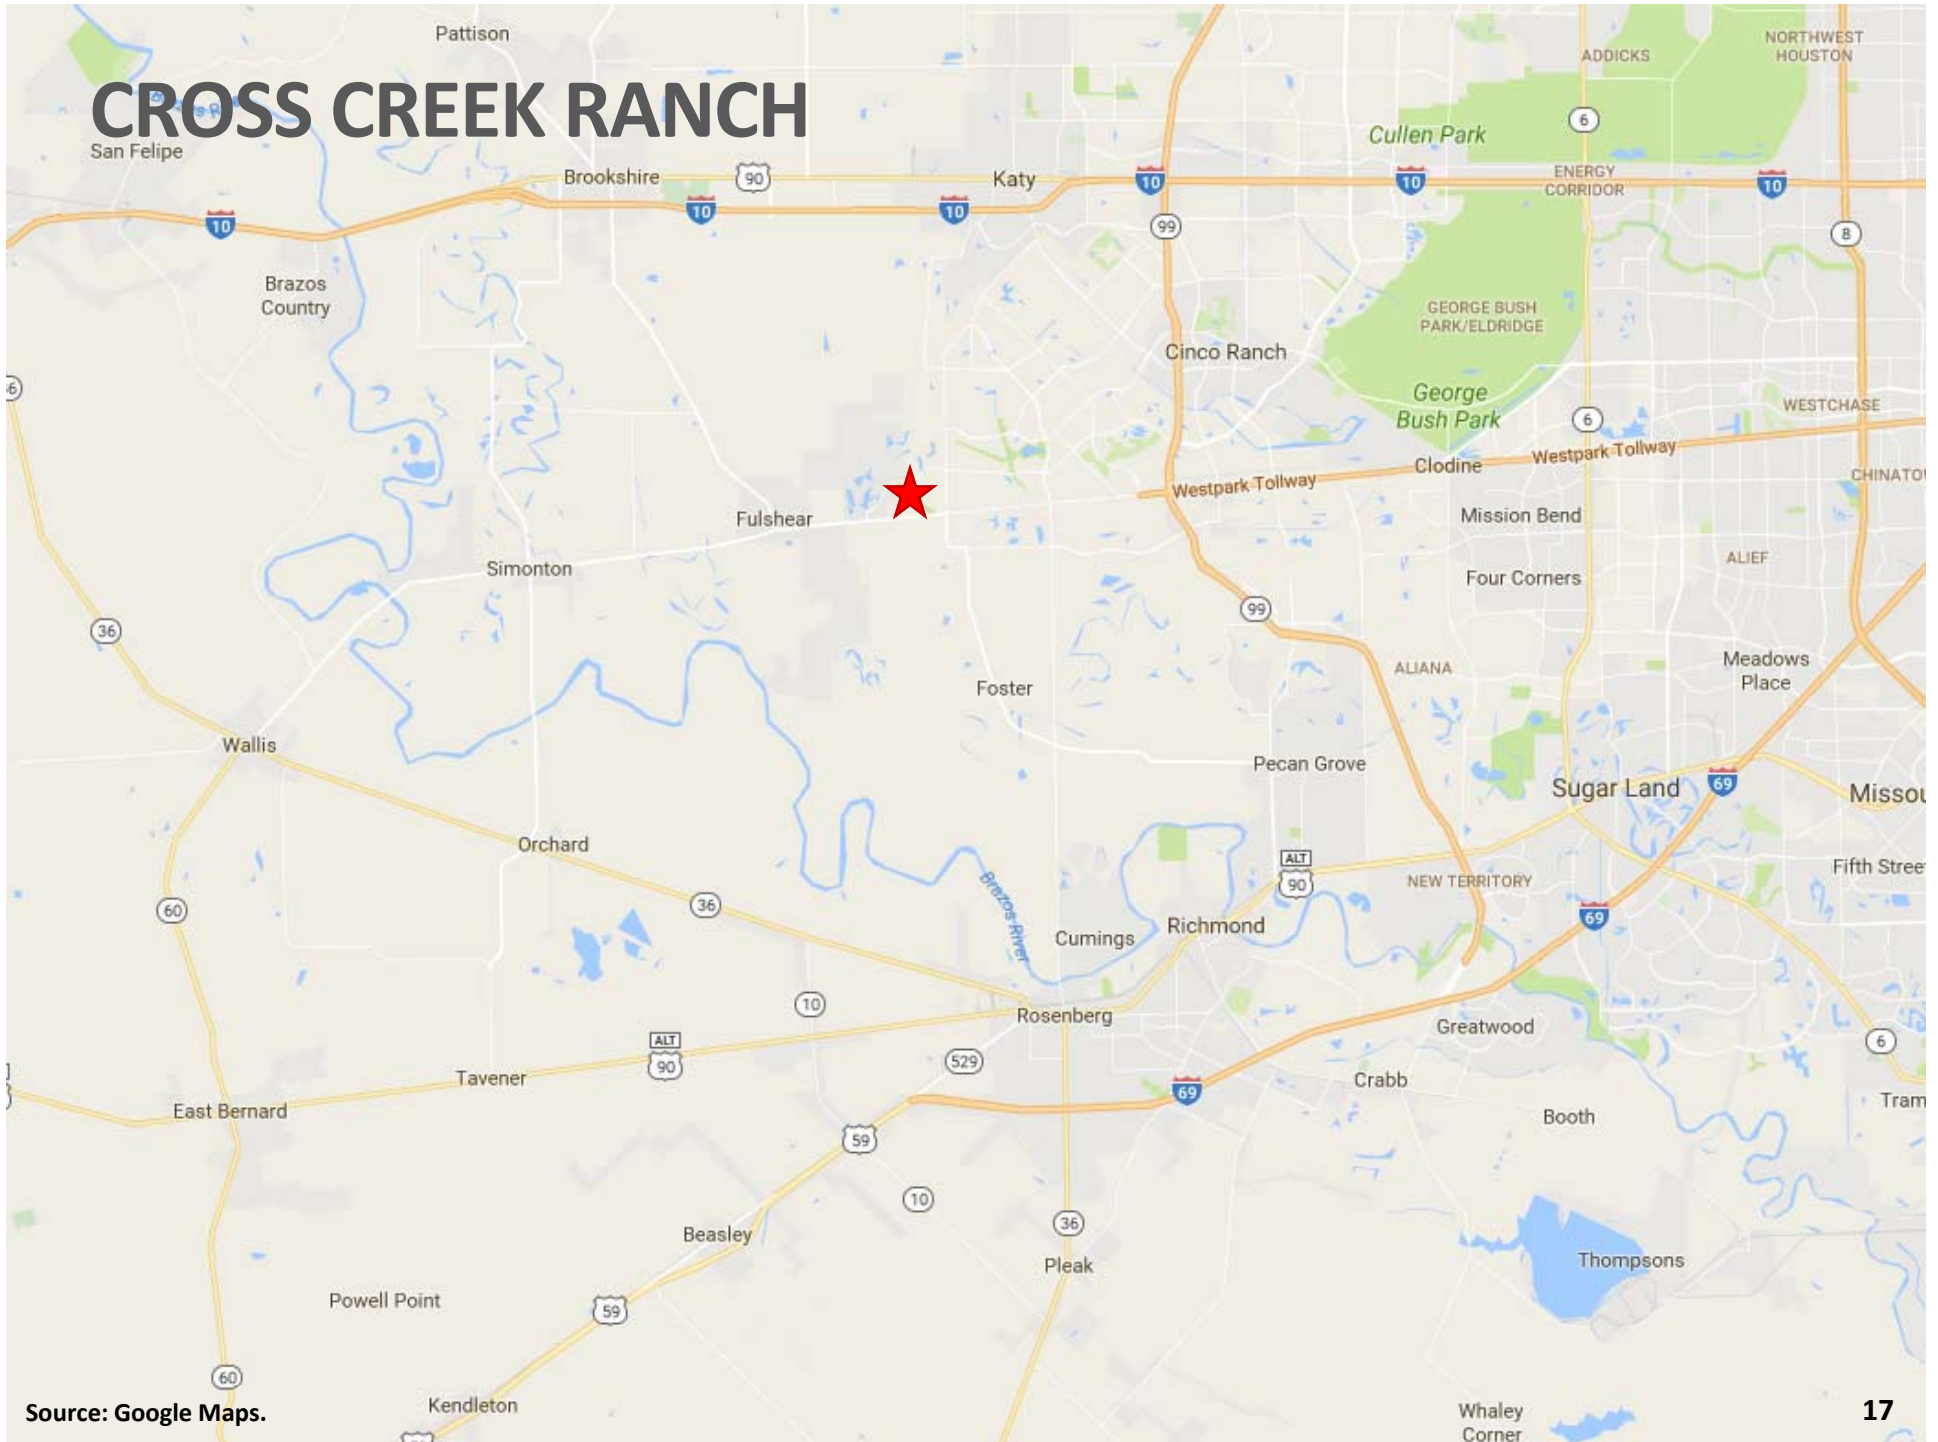 Pattison
ADDICKS
NORTHWEST
HOUSTON
CROSS CREEK RANCH
6
Cullen Park
San Felipe
Brookshire
90
Katy
10
10
ENERGY
CORRIDOR
10
10
10
10
99
8
Brazos
Country
GEORGE BUSH
PARK/ELDRIDGE
Cinco Ranch
George
Bush Park
WESTCHASE
6
Westpark Tollway
Clodine
Westpark Tollway
CHINATO
Fulshear
Mission Bend
ALIEF
Simonton
Four Corners
99
36
Meadows
Place
ALIANA
Foster
Wallis
Pecan Grove
Sugar Land
69
Missou
Orchard
ALT
90
Fifth Stree
NEW TERRITORY
36
60
Brazos River
69
Richmond
Cumings
10
Rosenberg
Greatwood
6
ALT
90
529
Tavener
69
Crabb
East Bernard
Tram
Booth
59
10
36
Beasley
Pleak
Thompsons
Powell Point
59
60
Kendleton
Source: Google Maps.
Whaley
Corner
17